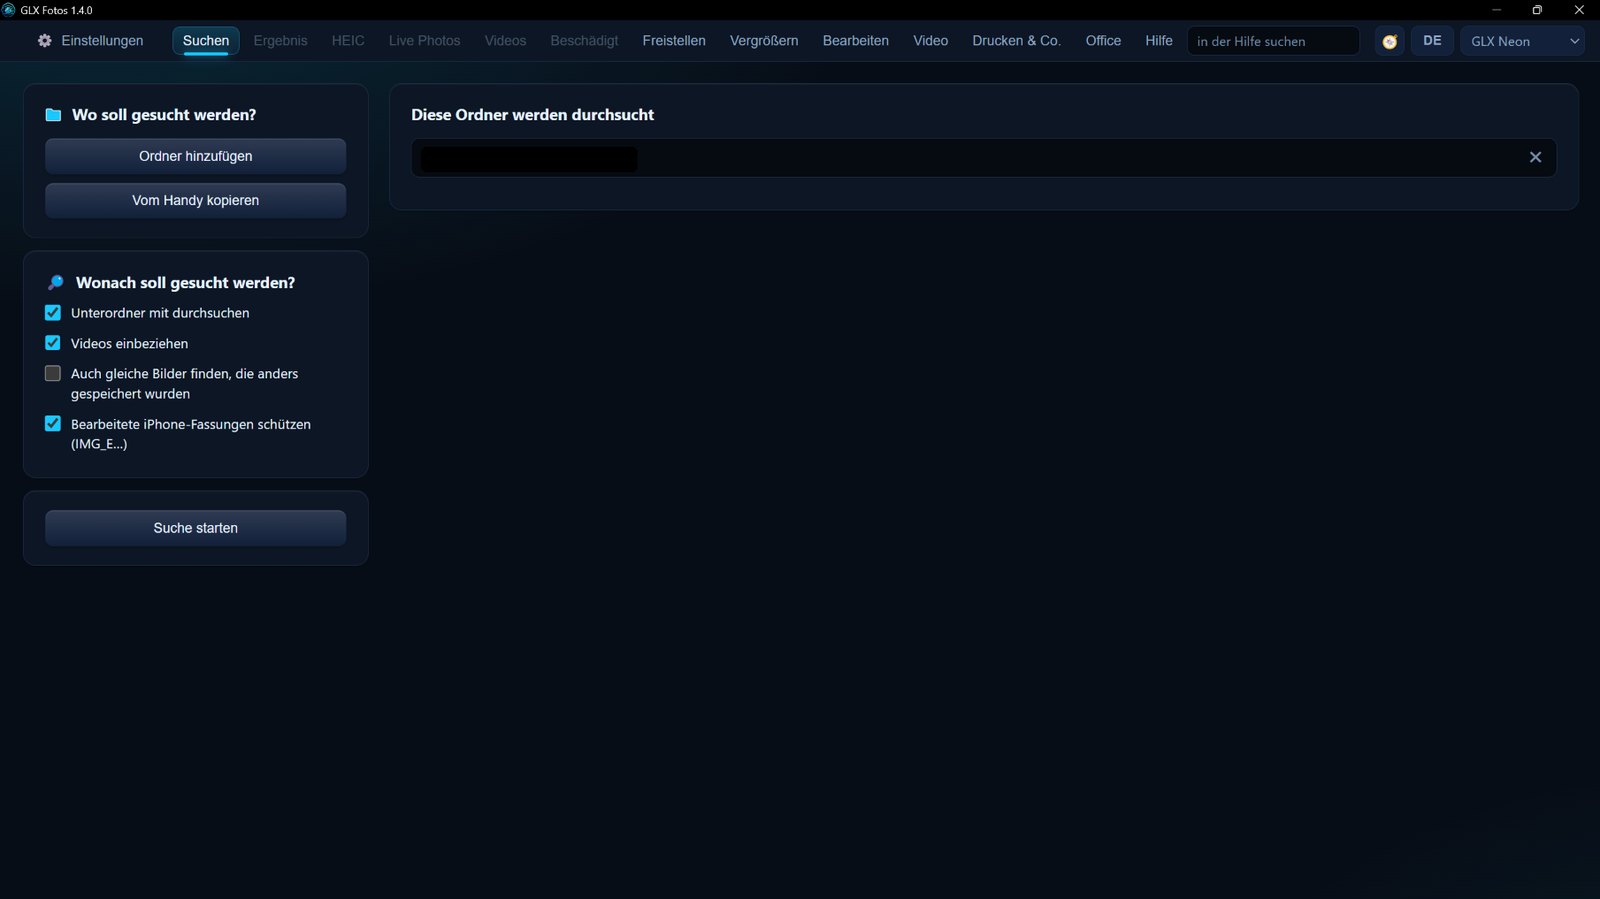 GLX Fotos 1.4.0
Einstellungen
Suchen
Ergebnis
HEIC
Live Photos
Videos
Beschädigt
Freistellen
Vergrößern
Bearbeiten
Video
Drucken & Co.
Office
Hilfe
in der Hilfe suchen
DE
GLX Neon
Wo soll gesucht werden?
Ordner hinzufügen
Vom Handy kopieren
Wonach soll gesucht werden?
Unterordner mit durchsuchen
Videos einbeziehen
Auch gleiche Bilder finden, die anders
gespeichert wurden
Bearbeitete iPhone-Fassungen schützen
(IMG_E...)
Suche starten
Diese Ordner werden durchsucht